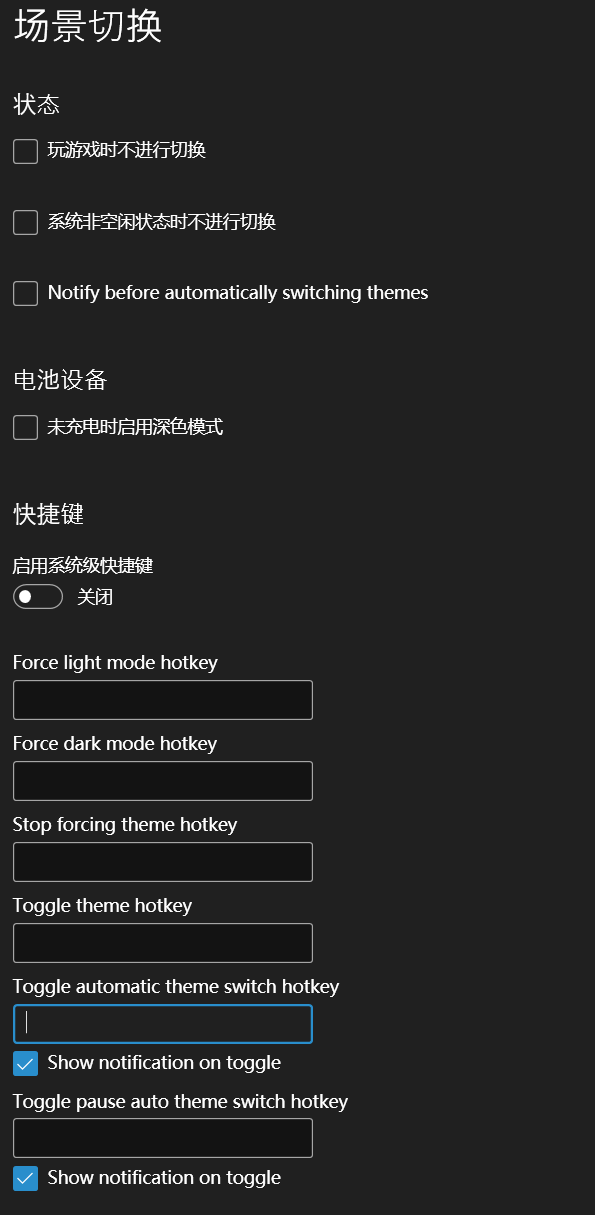 场景切换
状态
玩游戏时不进行切换
系统非空闲状态时不进行切换
Notify before automatically switching themes
电池设备
未充电时启用深色模式
快捷键
启用系统级快捷键
关闭
Force light mode hotkey
Force dark mode hotkey
Stop forcing theme hotkey
Toggle theme hotkey
Toggle automatic theme switch hotkey
Show notification on toggle
Toggle pause auto theme switch hotkey
Show notification on toggle